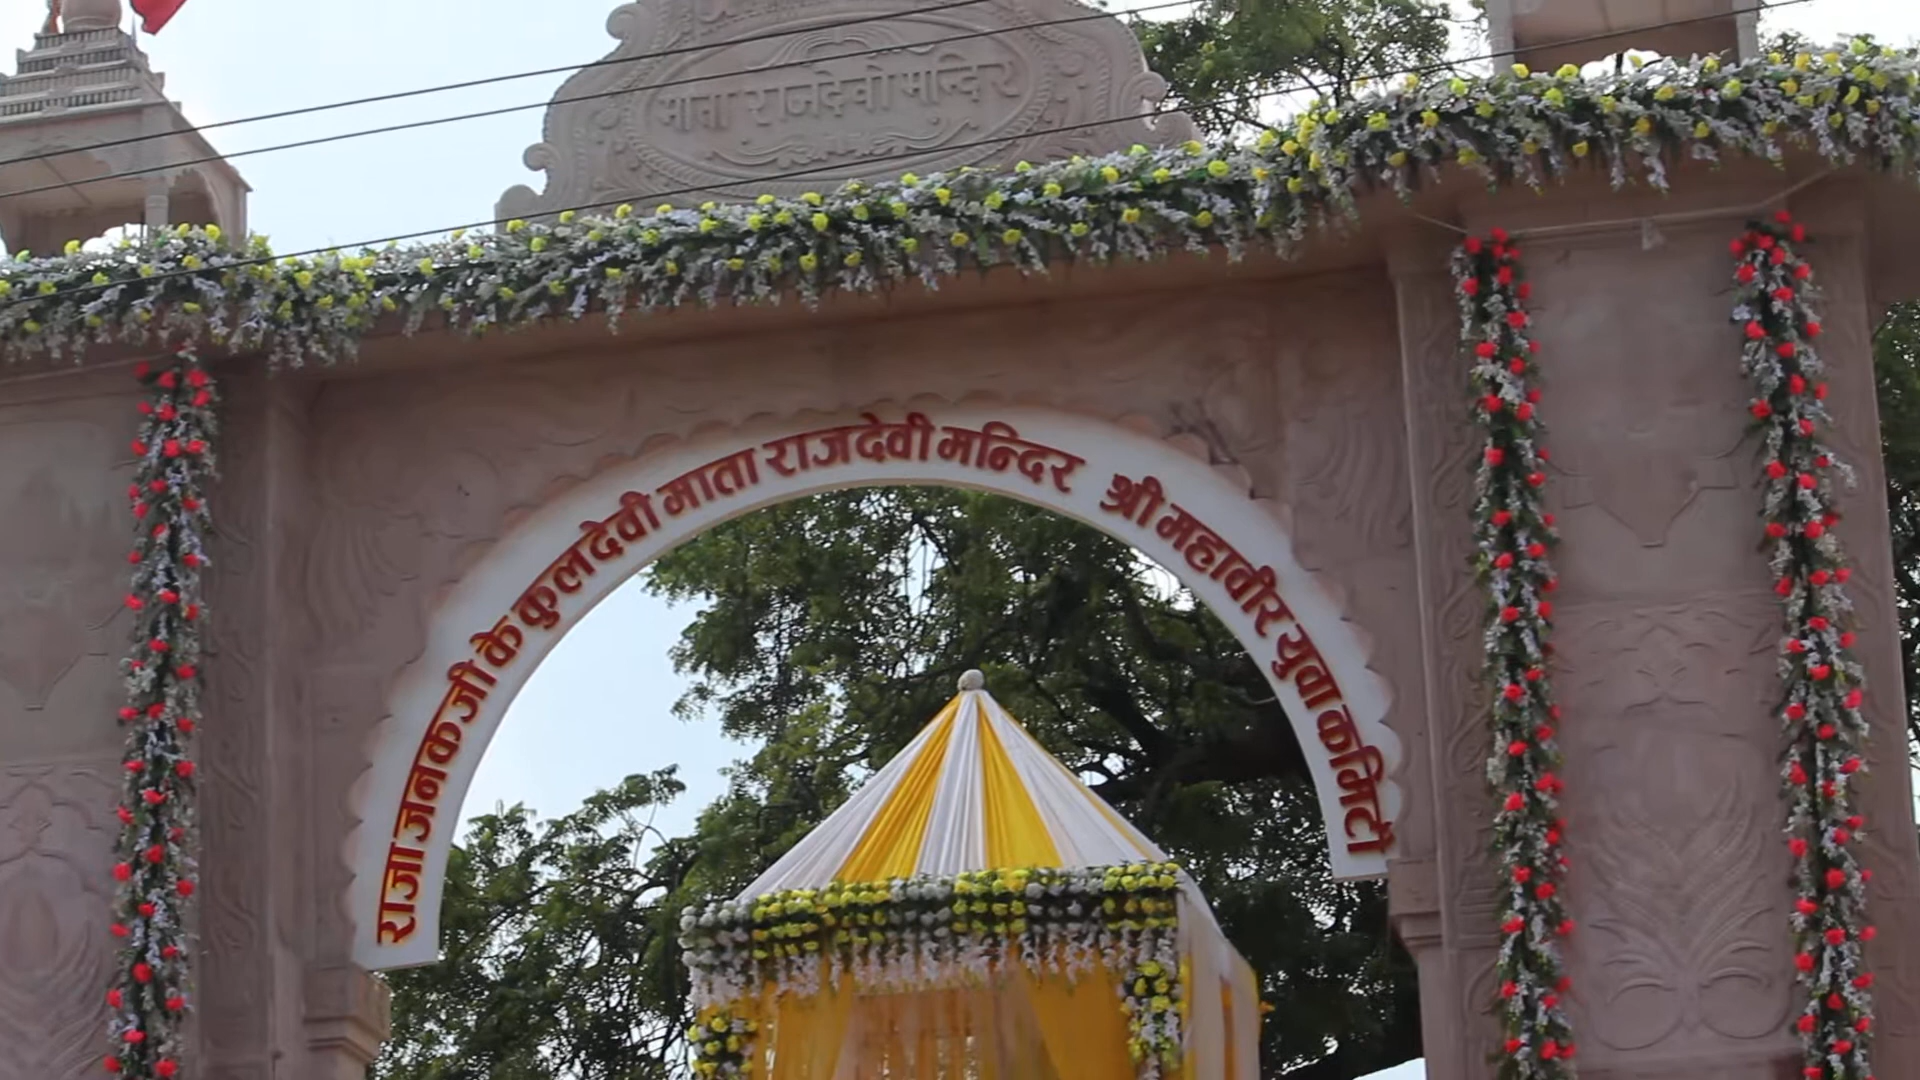 माता राजदेवी मन्दिर
राजा जनक जी के कुलदेवी माता राजदेवी मन्दिर श्री महावीर युवा कमिटी